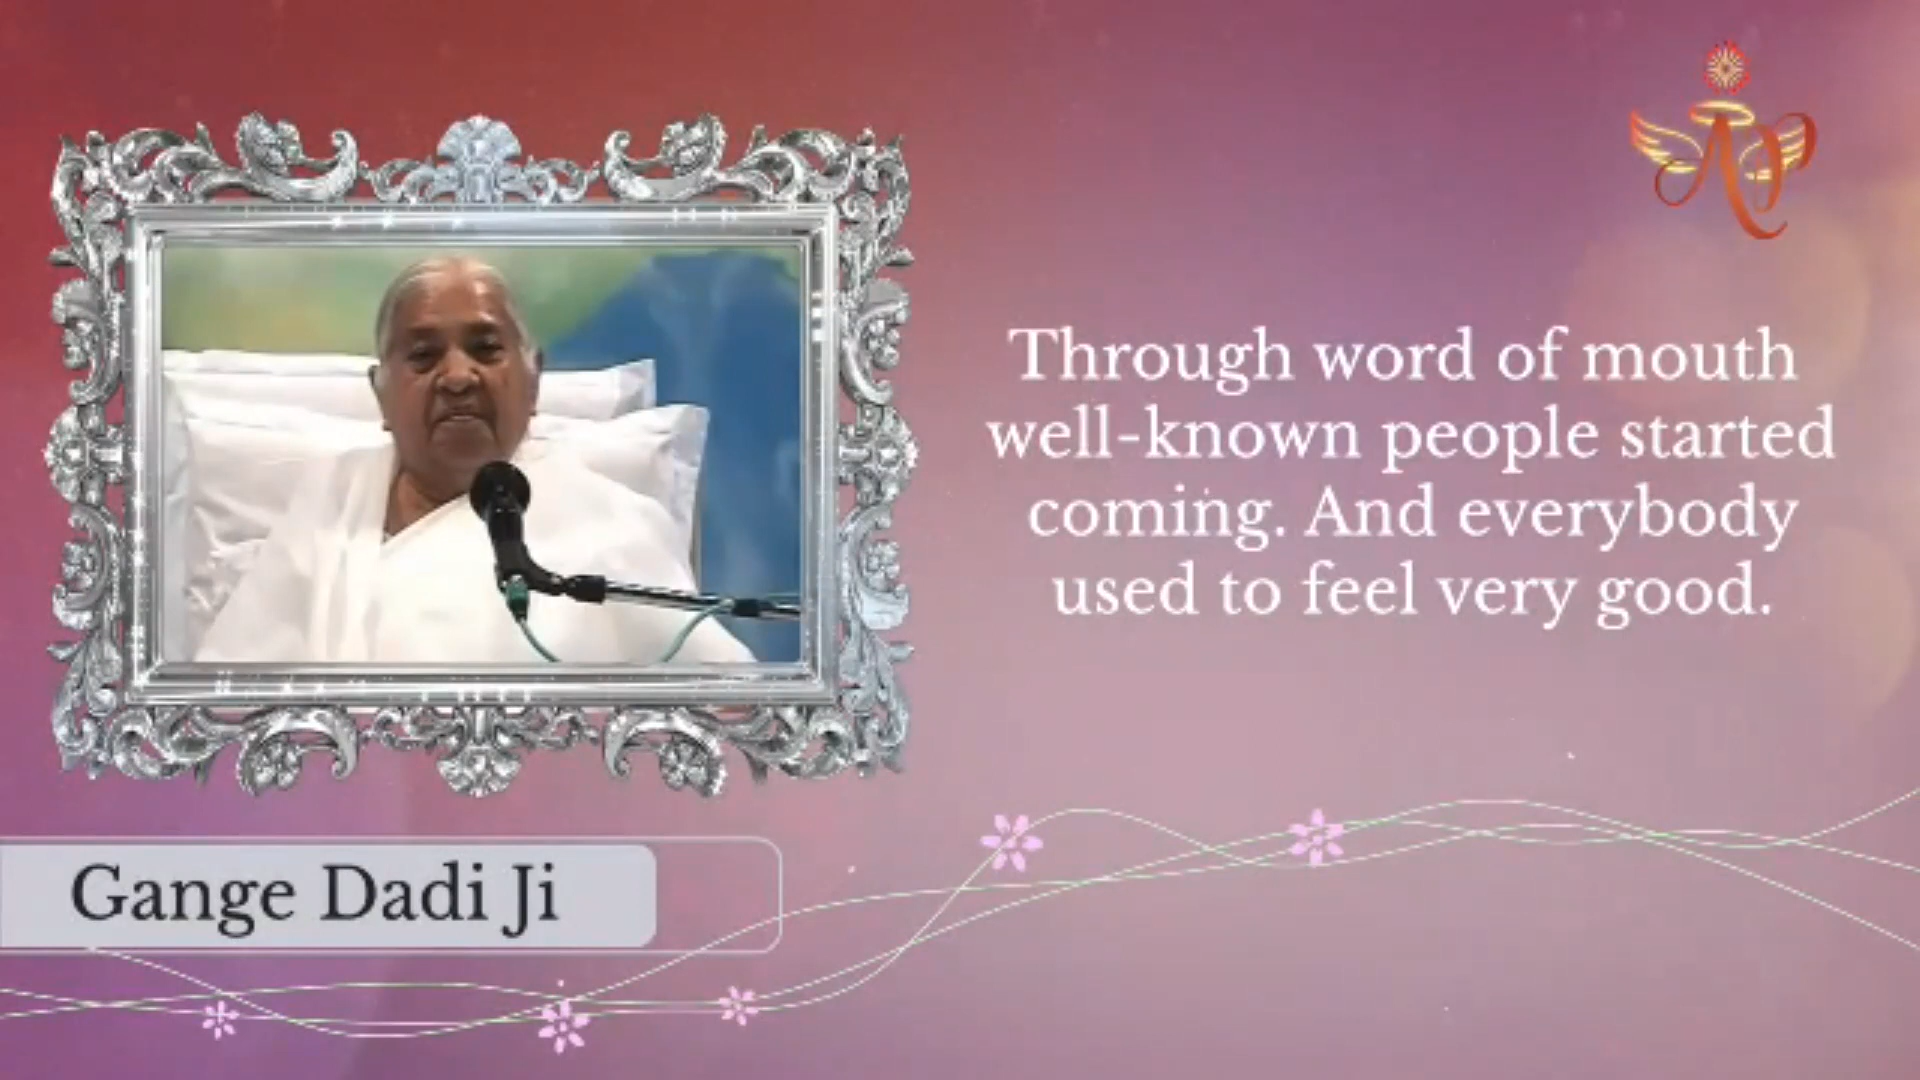 Through word of mouth
well-known people started
coming. And everybody
used to feel very good.
Gange Dadi Ji